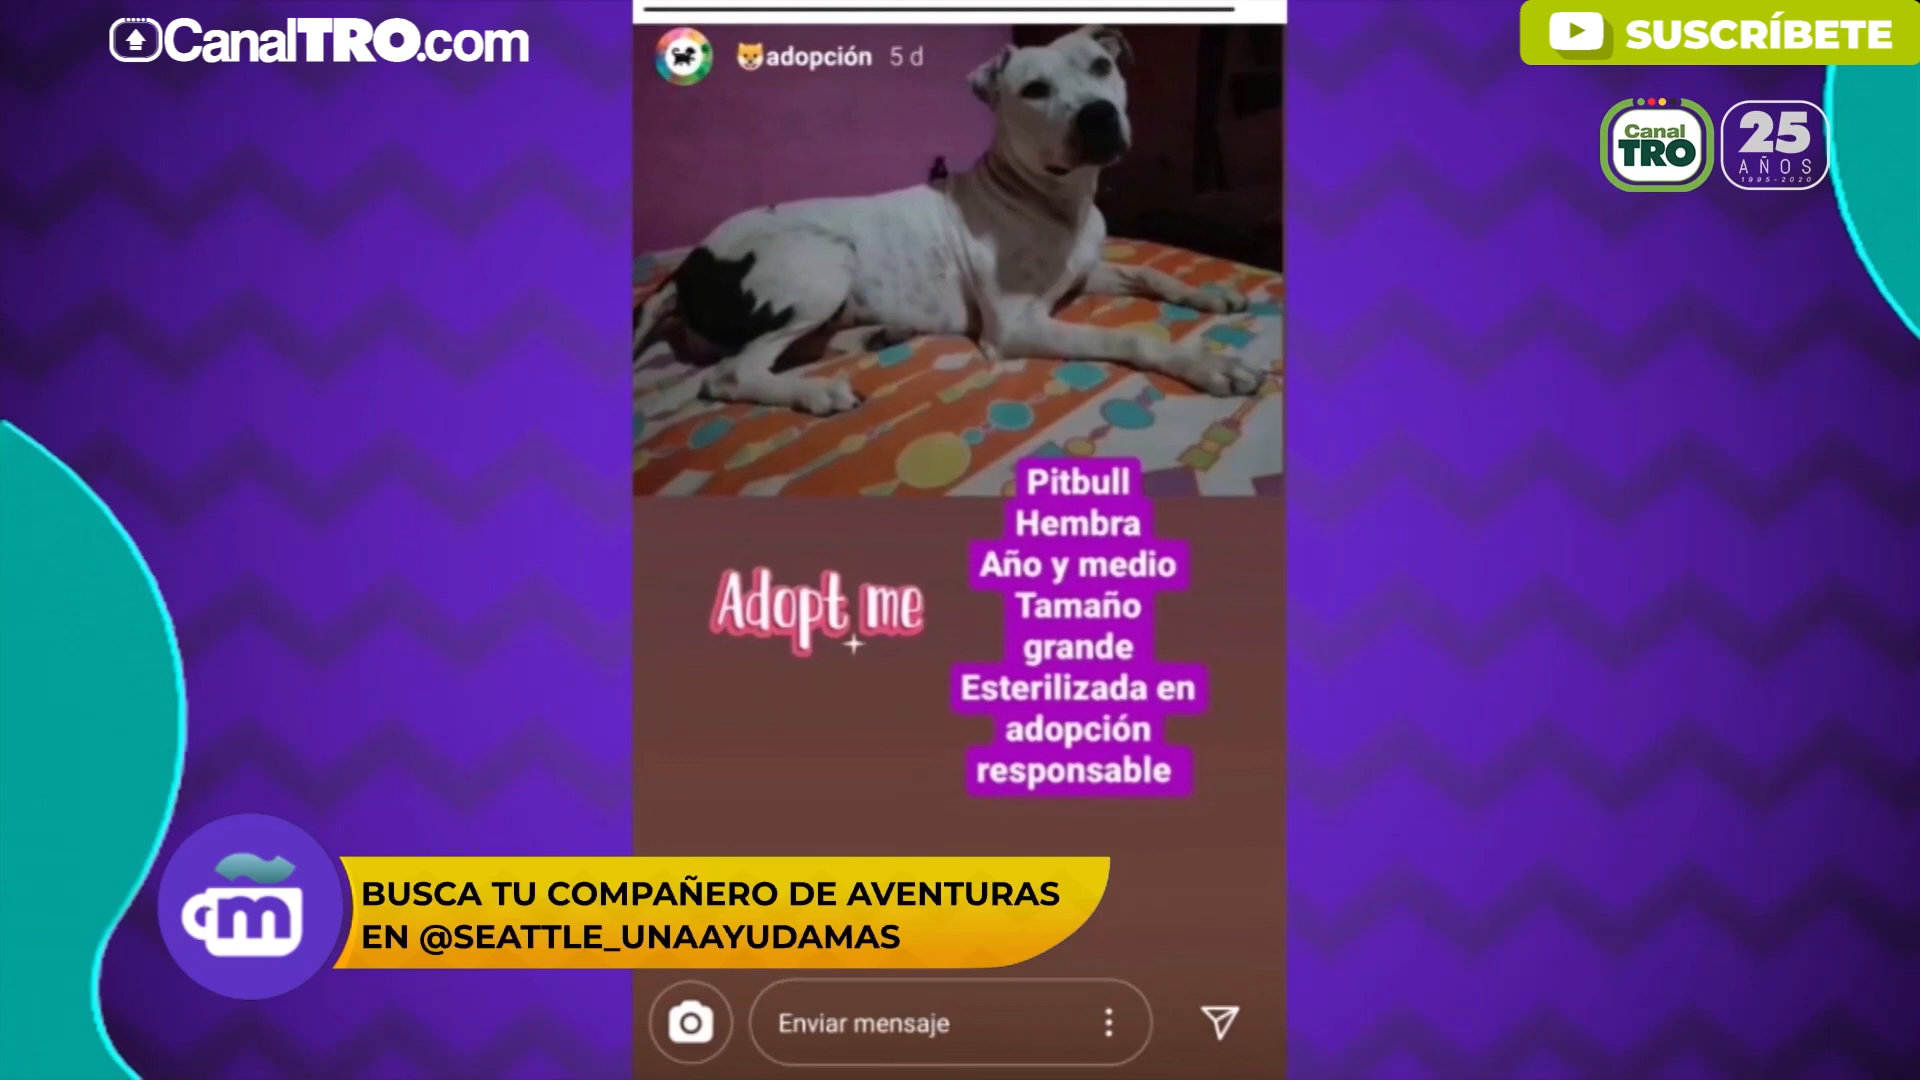 CanalTRO.com
SUSCRÍBETE
Canal
TRO
25
AÑOS
1995-2020
adopción 5 d
Pitbull
Hembra
Año y medio
Tamaño
grande
Esterilizada en
adopción
responsable
Adopt me
m
BUSCA TU COMPAÑERO DE AVENTURAS
EN @SEATTLE_UNAAYUDAMAS
Enviar mensaje